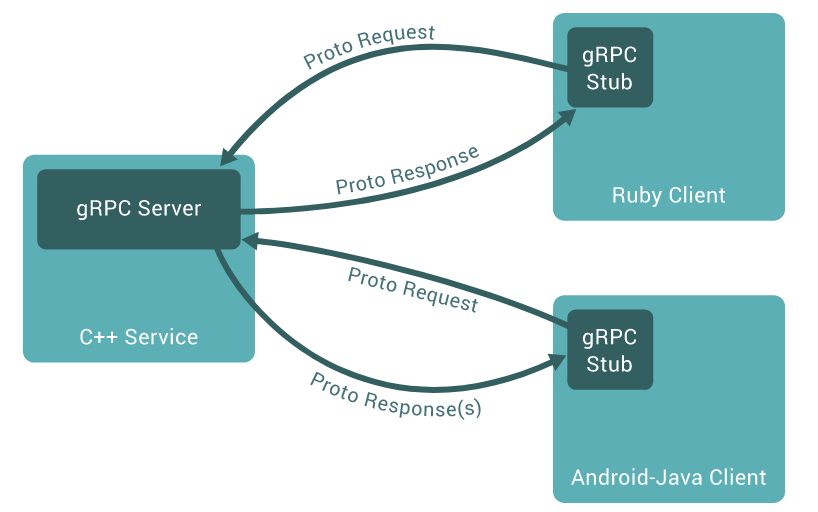 Proto Request
gRPC
Stub
Proto Response
Ruby Client
gRPC Server
Proto Request
C++ Service
gRPC
Stub
Proto Response(s)
Android-Java Client